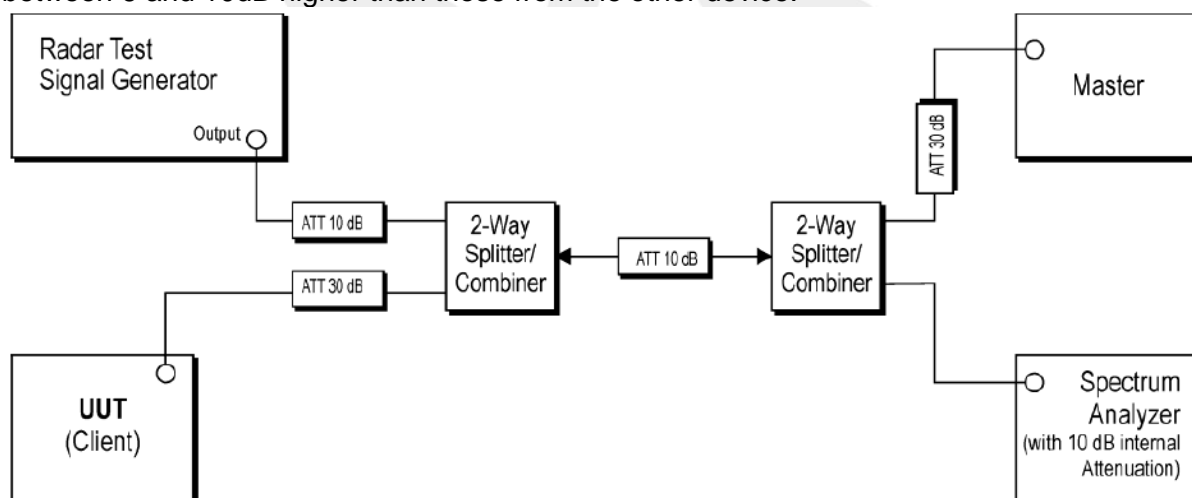 Radar Test
Signal Generator
Output
ATT 10 dB
ATT 30 dB
2-Way
Splitter/
Combiner
ATT 10 dB
2-Way
Splitter/
Combiner
ATT 30 dB
Master
UUT
(Client)
Spectrum
Analyzer
(with 10 dB internal
Attenuation)